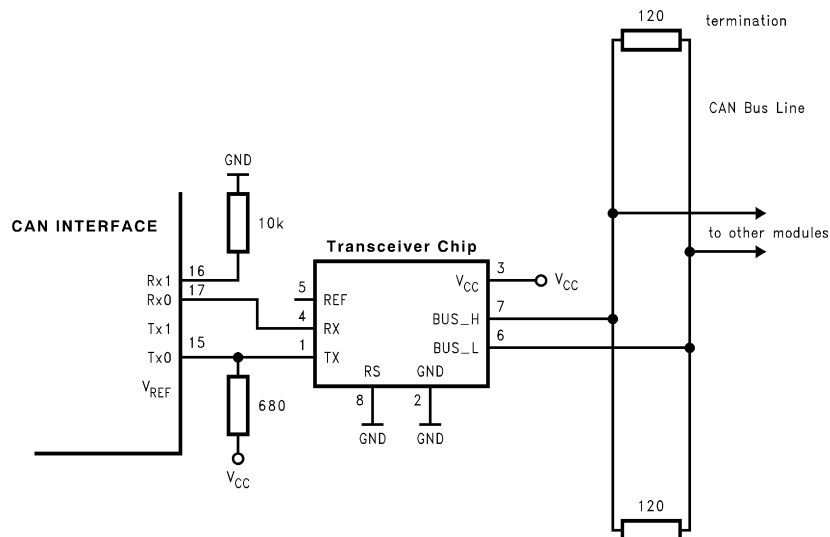 120
termination
CAN Bus Line
GND
CAN INTERFACE
10k
to other modules
Transceiver Chip
Rx1 16
Rx0 17
Tx1
Tx0 15
VREF
5 REF
4 RX
1 TX
VCC 3 VCC
BUS_H 7
BUS_L 6
RS GND
8 2
GND GND
680
VCC
120